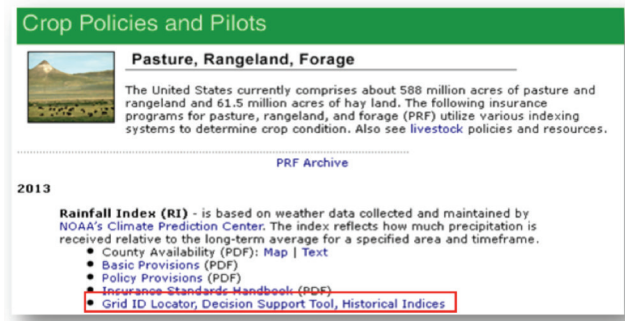 Crop Policies and Pilots
Pasture, Rangeland, Forage
The United States currently comprises about 588 million acres of pasture and
rangeland and 61.5 million acres of hay land. The following insurance
programs for pasture, rangeland, and forage (PRF) utilize various indexing
systems to determine crop condition. Also see livestock policies and resources.
PRF Archive
2013
Rainfall Index (RI) - is based on weather data collected and maintained by
NOAA's Climate Prediction Center. The index reflects how much precipitation is
received relative to the long-term average for a specified area and timeframe.
• County Availability (PDF): Map | Text
• Basic Provisions (PDF)
• Policy Provisions (PDF)
• Insurance Standards Handbook (PDF)
• Grid ID Locator, Decision Support Tool, Historical Indices